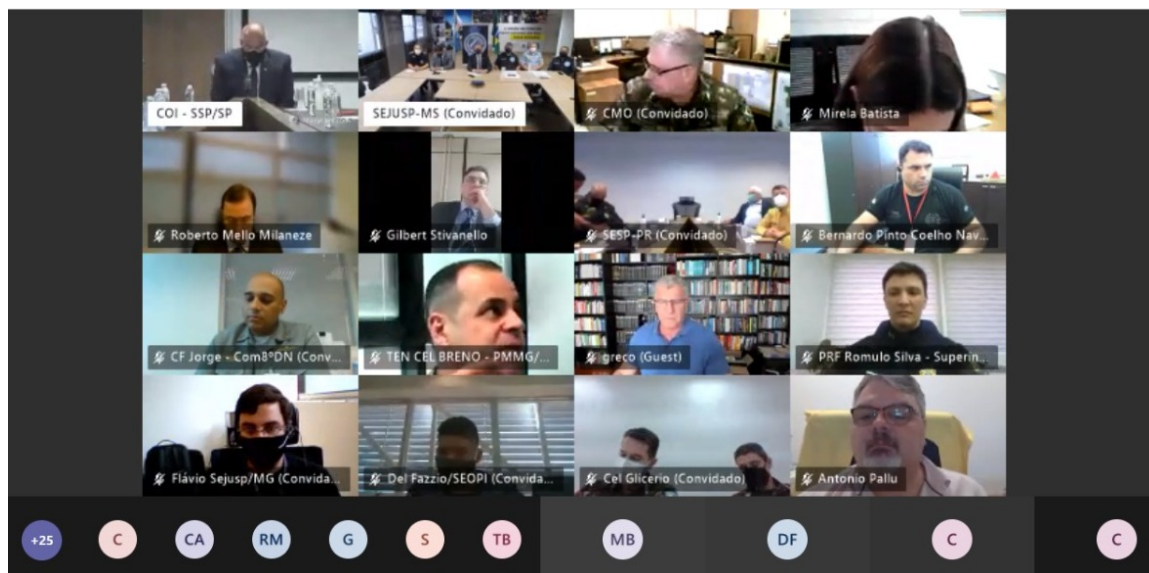 COI - SSP/SP
SEJUSP-MS (Convidado)
CMO (Convidado)
Mirela Batista
Roberto Mello Milaneze
Gilbert Stivanello
SESP-PR (Convidado)
Bernardo Pinto Coelho Nav...
CF Jorge - Com8ºDN (Conv...
TEN CEL BRENO - PMMG/...
greco (Guest)
PRF Romulo Silva - Superin...
Flávio Sejusp/MG (Convida...
Del Fazzio/SEOPI (Convida...
Cel Glicerio (Convidado)
Antonio Pallu
+25
C
CA
RM
G
S
TB
MB
DF
C
C